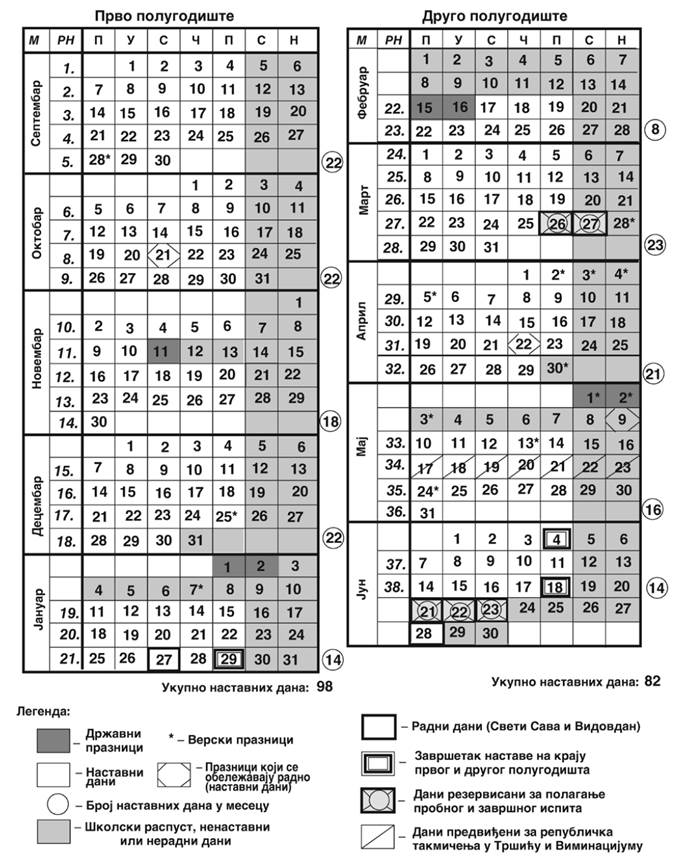 Прво полугодиште
М РН П У С Ч П С Н
Септембар
1. 1 2 3 4 5 6
2. 7 8 9 10 11 12 13
3. 14 15 16 17 18 19 20
4. 21 22 23 24 25 26 27
5. 28* 29 30 22
Октобар
1 2 3 4
6. 5 6 7 8 9 10 11
7. 12 13 14 15 16 17 18
8. 19 20 21 22 23 24 25
9. 26 27 28 29 30 31 22
Новембар
1
10. 2 3 4 5 6 7 8
11. 9 10 11 12 13 14 15
12. 16 17 18 19 20 21 22
13. 23 24 25 26 27 28 29
14. 30 18
Децембар
1 2 3 4 5 6
15. 7 8 9 10 11 12 13
16. 14 15 16 17 18 19 20
17. 21 22 23 24 25* 26 27
18. 28 29 30 31 22
Јануар
1 2 3
4 5 6 7* 8 9 10
19. 11 12 13 14 15 16 17
20. 18 19 20 21 22 23 24
21. 25 26 27 28 29 30 31 14
Укупно наставних дана: 98
Друго полугодиште
М РН П У С Ч П С Н
Фебруар
1 2 3 4 5 6 7
8 9 10 11 12 13 14
22. 15 16 17 18 19 20 21
23. 22 23 24 25 26 27 28 8
Март
24. 1 2 3 4 5 6 7
25. 8 9 10 11 12 13 14
26. 15 16 17 18 19 20 21
27. 22 23 24 25 26 27 28*
28. 29 30 31 23
Април
1 2* 3* 4*
29. 5* 6 7 8 9 10 11
30. 12 13 14 15 16 17 18
31. 19 20 21 22 23 24 25
32. 26 27 28 29 30* 21
Мај
1* 2*
3* 4 5 6 7 8 9
33. 10 11 12 13* 14 15 16
34. 17 18 19 20 21 22 23
35. 24* 25 26 27 28 29 30
36. 31 16
Јун
1 2 3 4 5 6
37. 7 8 9 10 11 12 13
38. 14 15 16 17 18 19 20 14
21 22 23 24 25 26 27
28 29 30
Укупно наставних дана: 82
Легенда:
– Државни
празници
* – Верски празници
– Наставни
дани
– Празници који се
обележавају радно
(наставни дани)
– Број наставних дана у месецу
– Школски распуст, ненаставни
или нерадни дани
– Радни дани (Свети Сава и Видовдан)
– Завршетак наставе на крају
првог и другог полугодишта
– Дани резервисани за полагање
пробног и завршног испита
– Дани предвиђени за републичка
такмичења у Тршићу и Виминацијуму